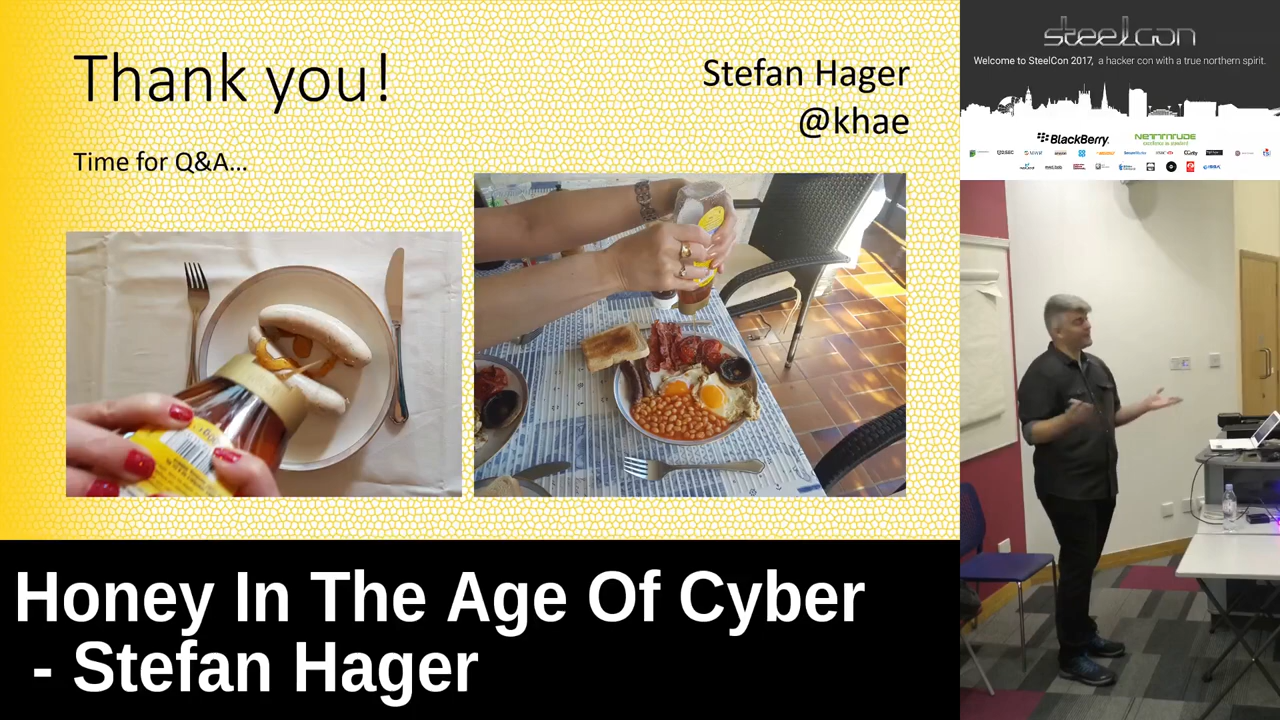 Thank you!
Time for Q&A...
Stefan Hager
@khae
steelcon
Welcome to SteelCon 2017, a hacker con with a true northern spirit.
BlackBerry
NETTITUDE
Honey In The Age Of Cyber
- Stefan Hager